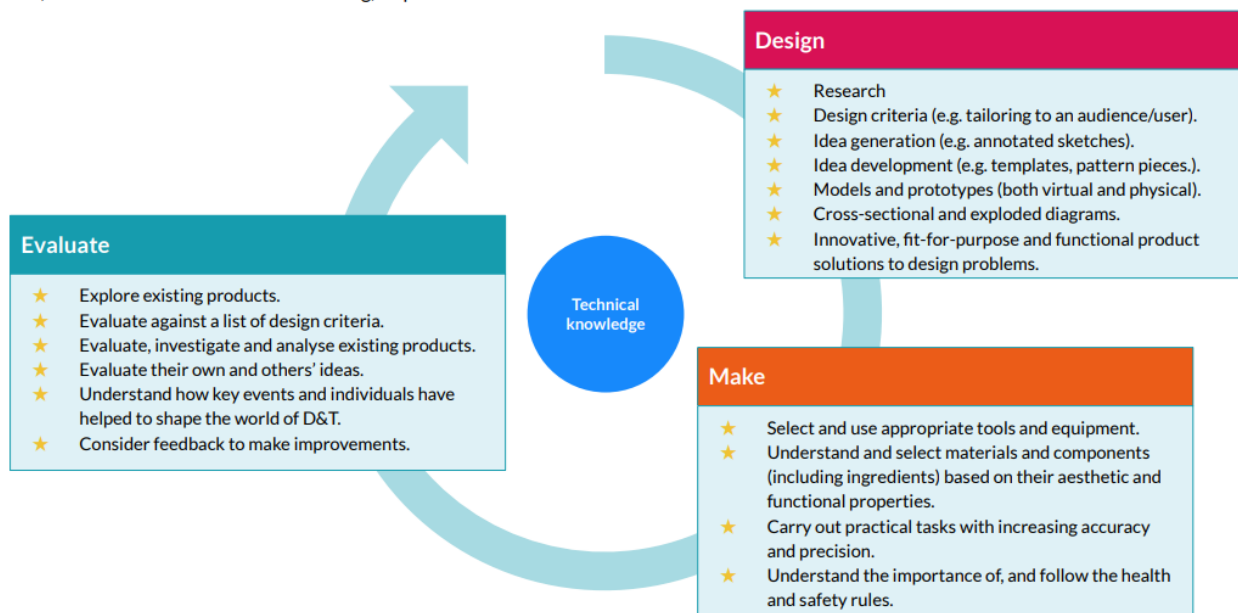 Design
★ Research
★ Design criteria (e.g. tailoring to an audience/user).
★ Idea generation (e.g. annotated sketches).
★ Idea development (e.g. templates, pattern pieces.).
★ Models and prototypes (both virtual and physical).
★ Cross-sectional and exploded diagrams.
★ Innovative, fit-for-purpose and functional product
solutions to design problems.
Evaluate
★ Explore existing products.
★ Evaluate against a list of design criteria.
★ Evaluate, investigate and analyse existing products.
★ Evaluate their own and others’ ideas.
★ Understand how key events and individuals have
helped to shape the world of D&T.
★ Consider feedback to make improvements.
Technical
knowledge
Make
★ Select and use appropriate tools and equipment.
★ Understand and select materials and components
(including ingredients) based on their aesthetic and
functional properties.
★ Carry out practical tasks with increasing accuracy
and precision.
★ Understand the importance of, and follow the health
and safety rules.